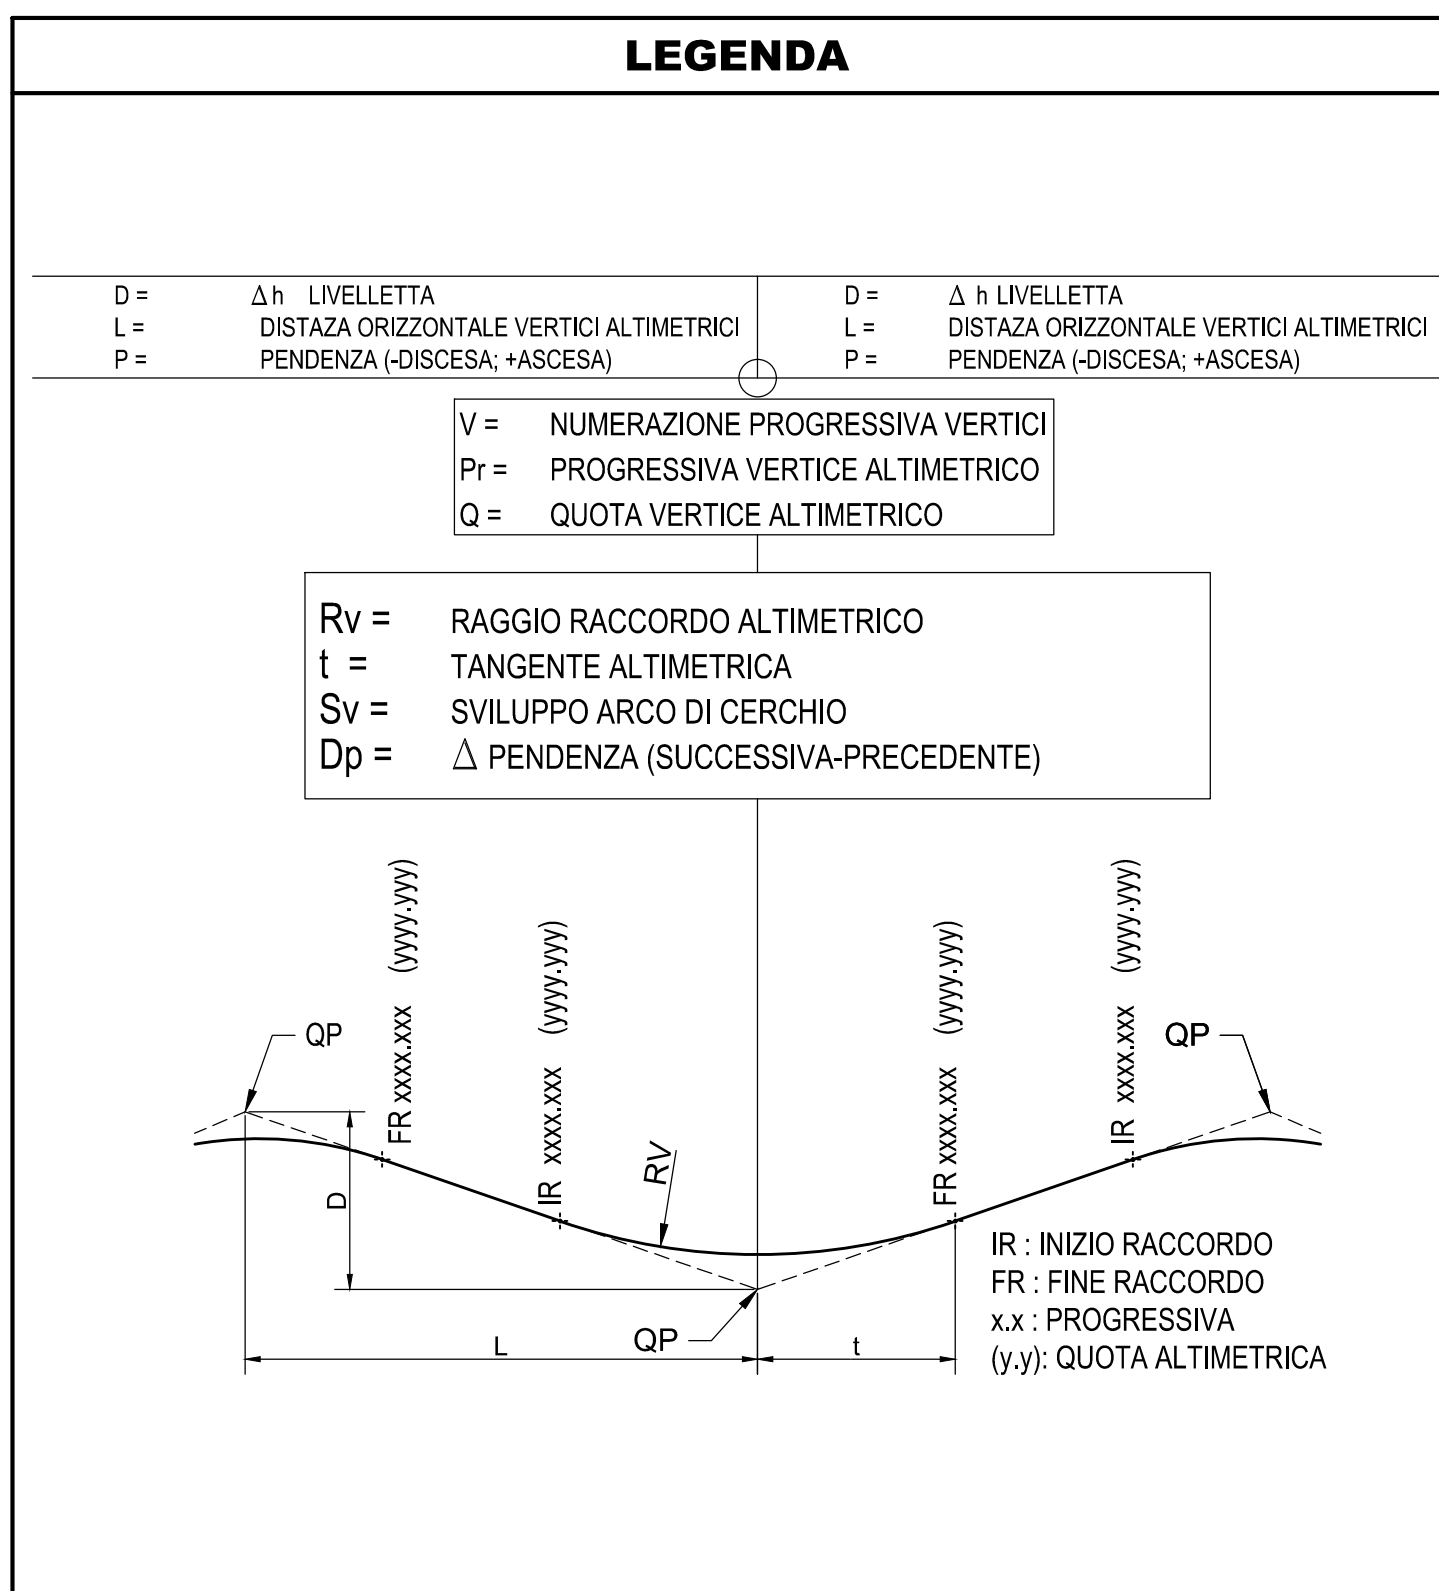 LEGENDA
D = Δh LIVELLETTA
L = DISTAZA ORIZZONTALE VERTICI ALTIMETRICI
P = PENDENZA (-DISCESA; +ASCESA)
D = Δ h LIVELLETTA
L = DISTAZA ORIZZONTALE VERTICI ALTIMETRICI
P = PENDENZA (-DISCESA; +ASCESA)
V = NUMERAZIONE PROGRESSIVA VERTICI
Pr = PROGRESSIVA VERTICE ALTIMETRICO
Q = QUOTA VERTICE ALTIMETRICO
Rv = RAGGIO RACCORDO ALTIMETRICO
t = TANGENTE ALTIMETRICA
Sv = SVILUPPO ARCO DI CERCHIO
Dp = Δ PENDENZA (SUCCESSIVA-PRECEDENTE)
QP
FR xxxx.xxx (yyyy.yyy)
IR xxxx.xxx (yyyy.yyy)
FR xxxx.xxx (yyyy.yyy)
IR xxxx.xxx (yyyy.yyy)
QP
D
RV
QP
L
t
IR : INIZIO RACCORDO
FR : FINE RACCORDO
x.x : PROGRESSIVA
(y.y): QUOTA ALTIMETRICA